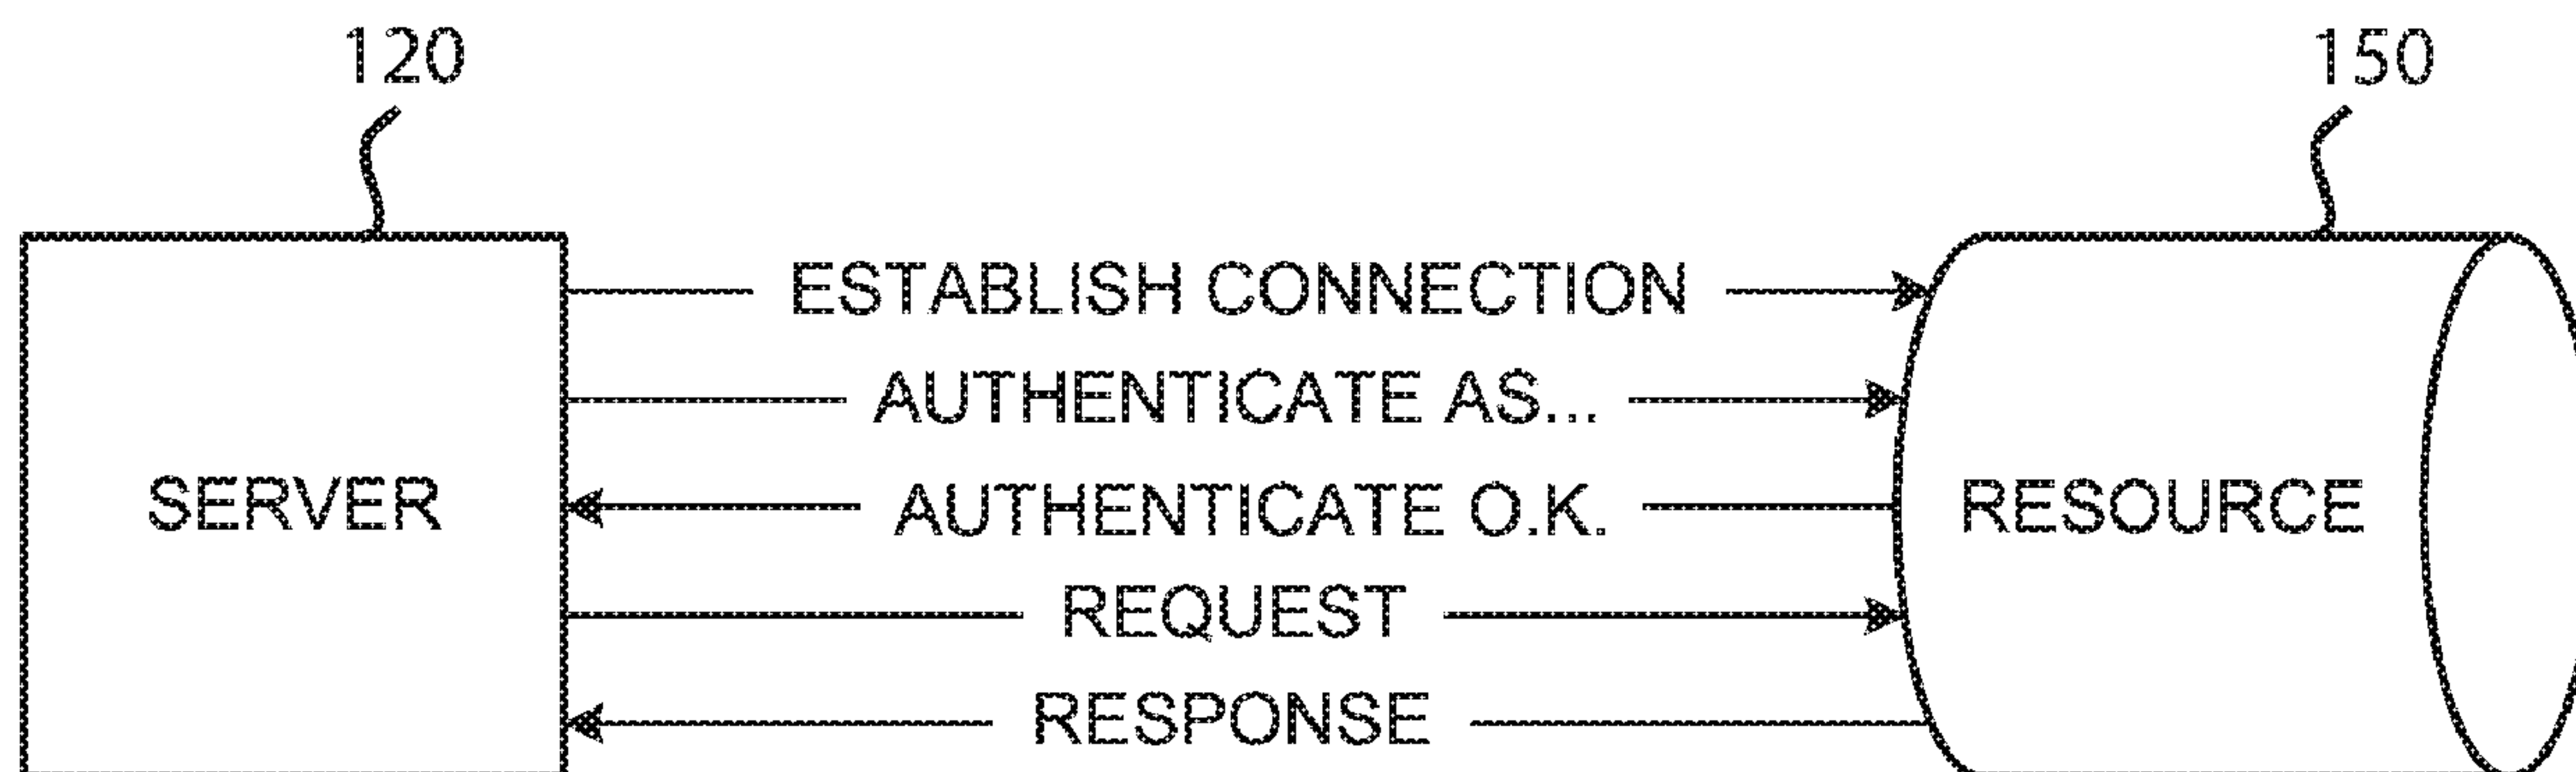 120
150
ESTABLISH CONNECTION
AUTHENTICATE AS...
SERVER
AUTHENTICATE O.K.
RESOURCE
REQUEST
RESPONSE